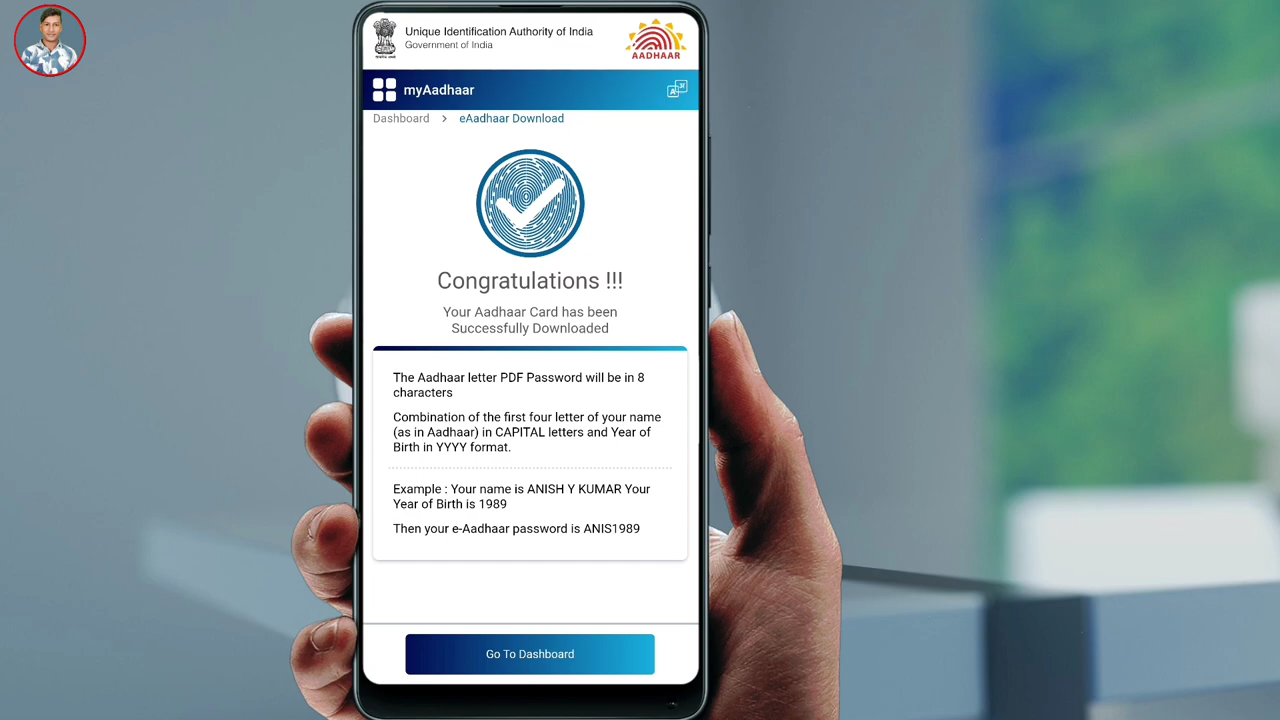 Unique Identification Authority of India
Government of India
AADHAAR
myAadhaar
Dashboard > eAadhaar Download
Congratulations !!!
Your Aadhaar Card has been
Successfully Downloaded
The Aadhaar letter PDF Password will be in 8
characters
Combination of the first four letter of your name
(as in Aadhaar) in CAPITAL letters and Year of
Birth in YYYY format.
Example : Your name is ANISH Y KUMAR Your
Year of Birth is 1989
Then your e-Aadhaar password is ANIS1989
Go To Dashboard